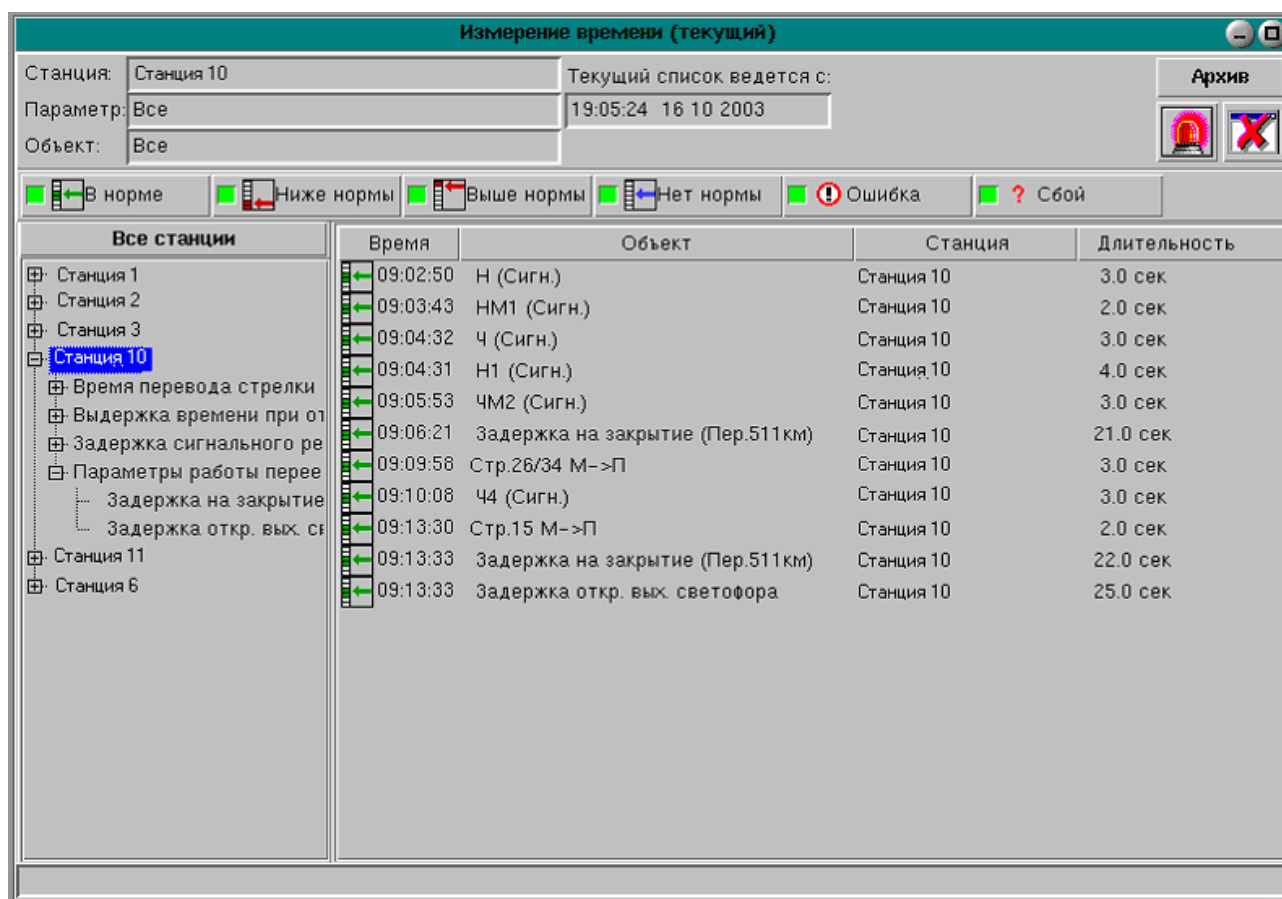 Измерение времени (текущий)
Станция: Станция 10 Текущий список ведется с: Архив
Параметр: Все 19:05:24 16 10 2003
Объект: Все
В норме Ниже нормы Выше нормы Нет нормы Ошибка ? Сбой
Все станции
Станция 1
Станция 2
Станция 3
Станция 10
Время перевода стрелки
Выдержка времени при от
Задержка сигнального ре
Параметры работы перее
Задержка на закрытие
Задержка откр. вых. св
Станция 11
Станция 6
Время Объект Станция Длительность
09:02:50 Н (Сигн.) Станция 10 3.0 сек
09:03:43 НМ1 (Сигн.) Станция 10 2.0 сек
09:04:32 Ч (Сигн.) Станция 10 3.0 сек
09:04:31 Н1 (Сигн.) Станция 10 4.0 сек
09:05:53 ЧМ2 (Сигн.) Станция 10 3.0 сек
09:06:21 Задержка на закрытие (Пер.511км) Станция 10 21.0 сек
09:09:58 Стр.26/34 М->П Станция 10 3.0 сек
09:10:08 Ч4 (Сигн.) Станция 10 3.0 сек
09:13:30 Стр.15 М->П Станция 10 2.0 сек
09:13:33 Задержка на закрытие (Пер.511км) Станция 10 22.0 сек
09:13:33 Задержка откр. вых. светофора Станция 10 25.0 сек